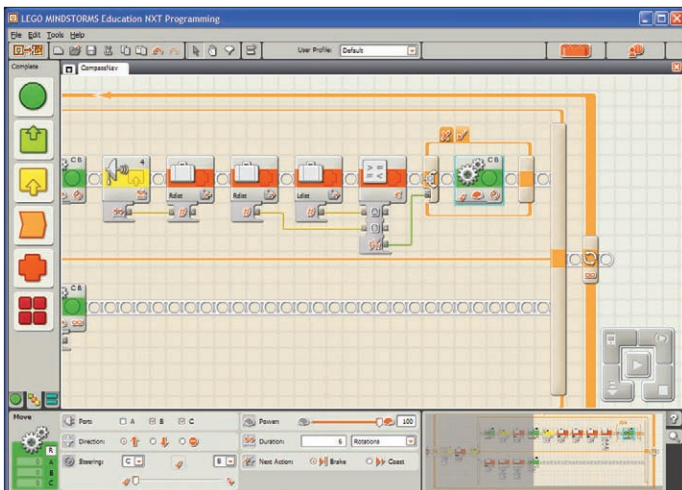 LEGO MINDSTORMS Education NXT Programming
File Edit Tools Help
User Profile: Default
Complete
CompassNav
C B
4
C B
Rdist
Rdist
Ldist
C B
Move
Port: A B C
Power: 100
Direction:
Duration: 6 Rotations
Steering: C B
Next Action: Brake Coast
R
A
B
C